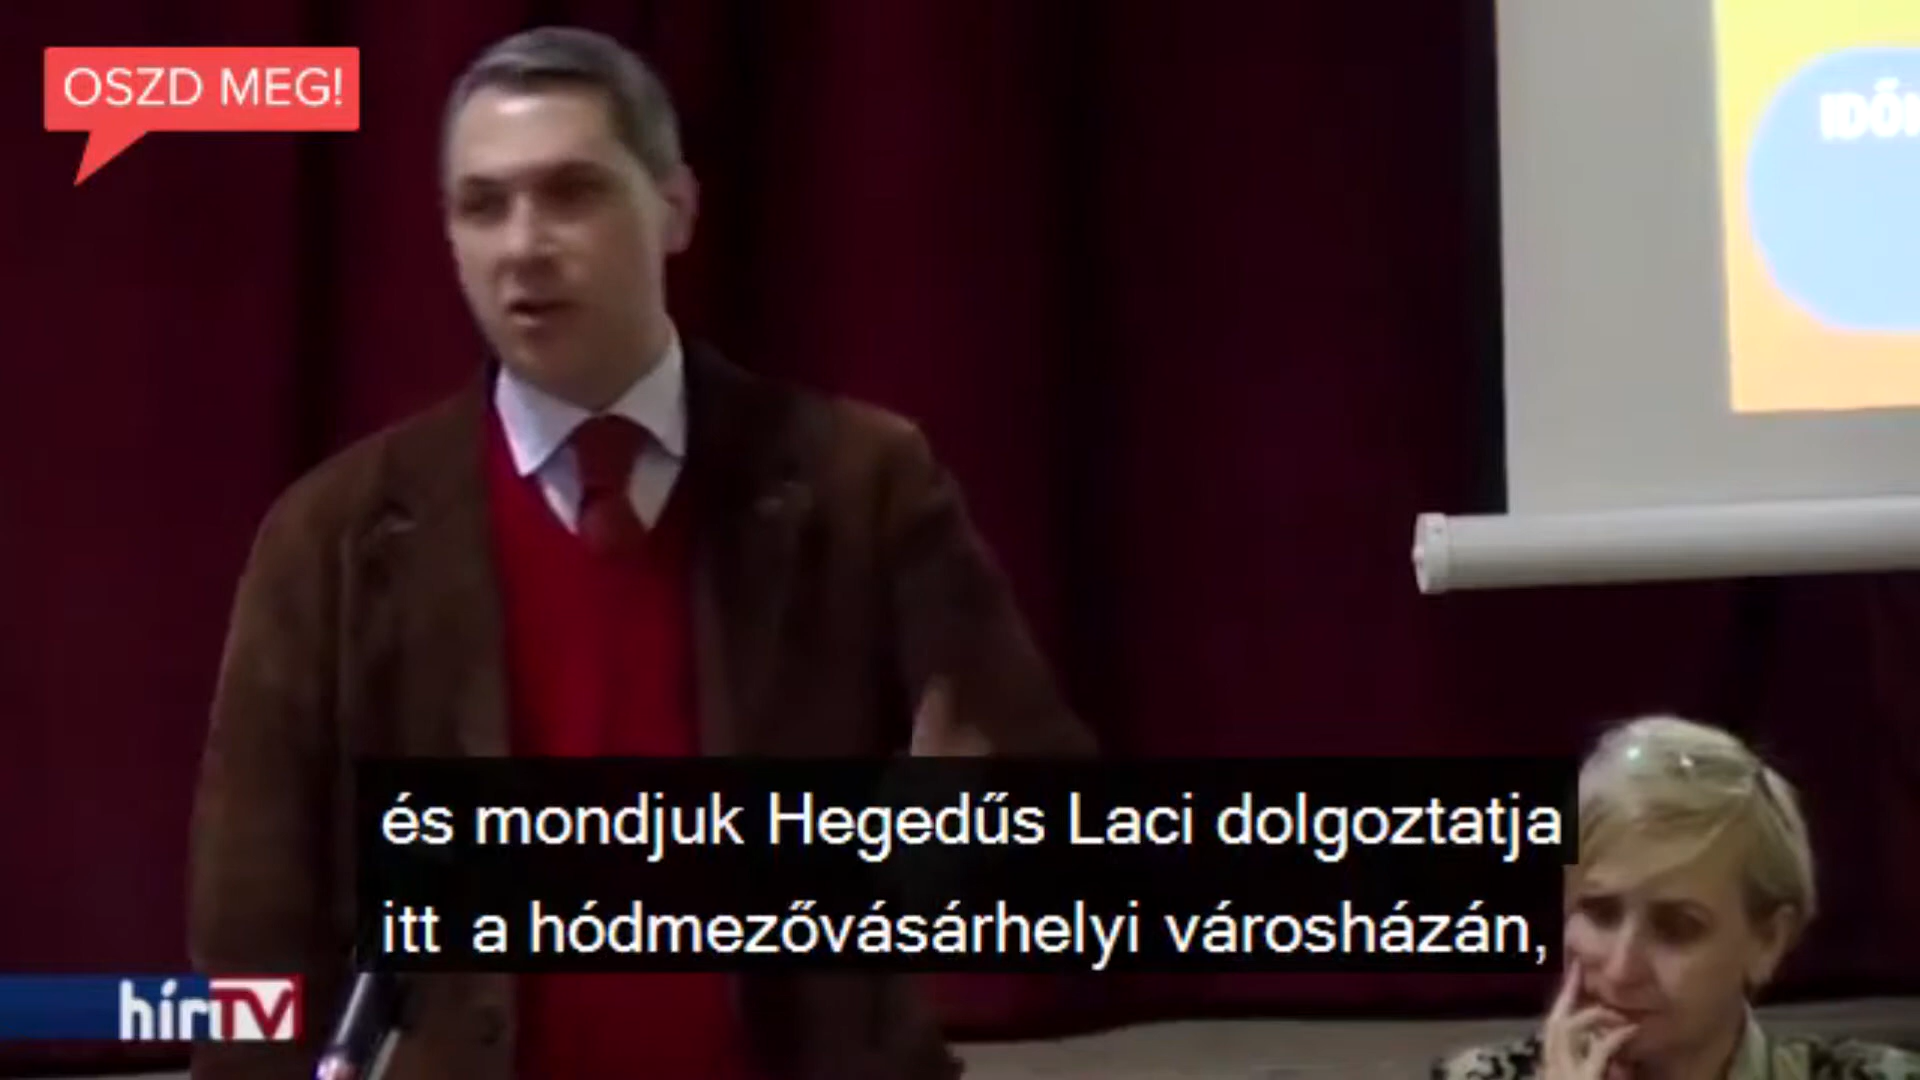 OSZD MEG!
és mondjuk Hegedűs Laci dolgoztatja
itt a hódmezővásárhelyi városházán,
hírTV